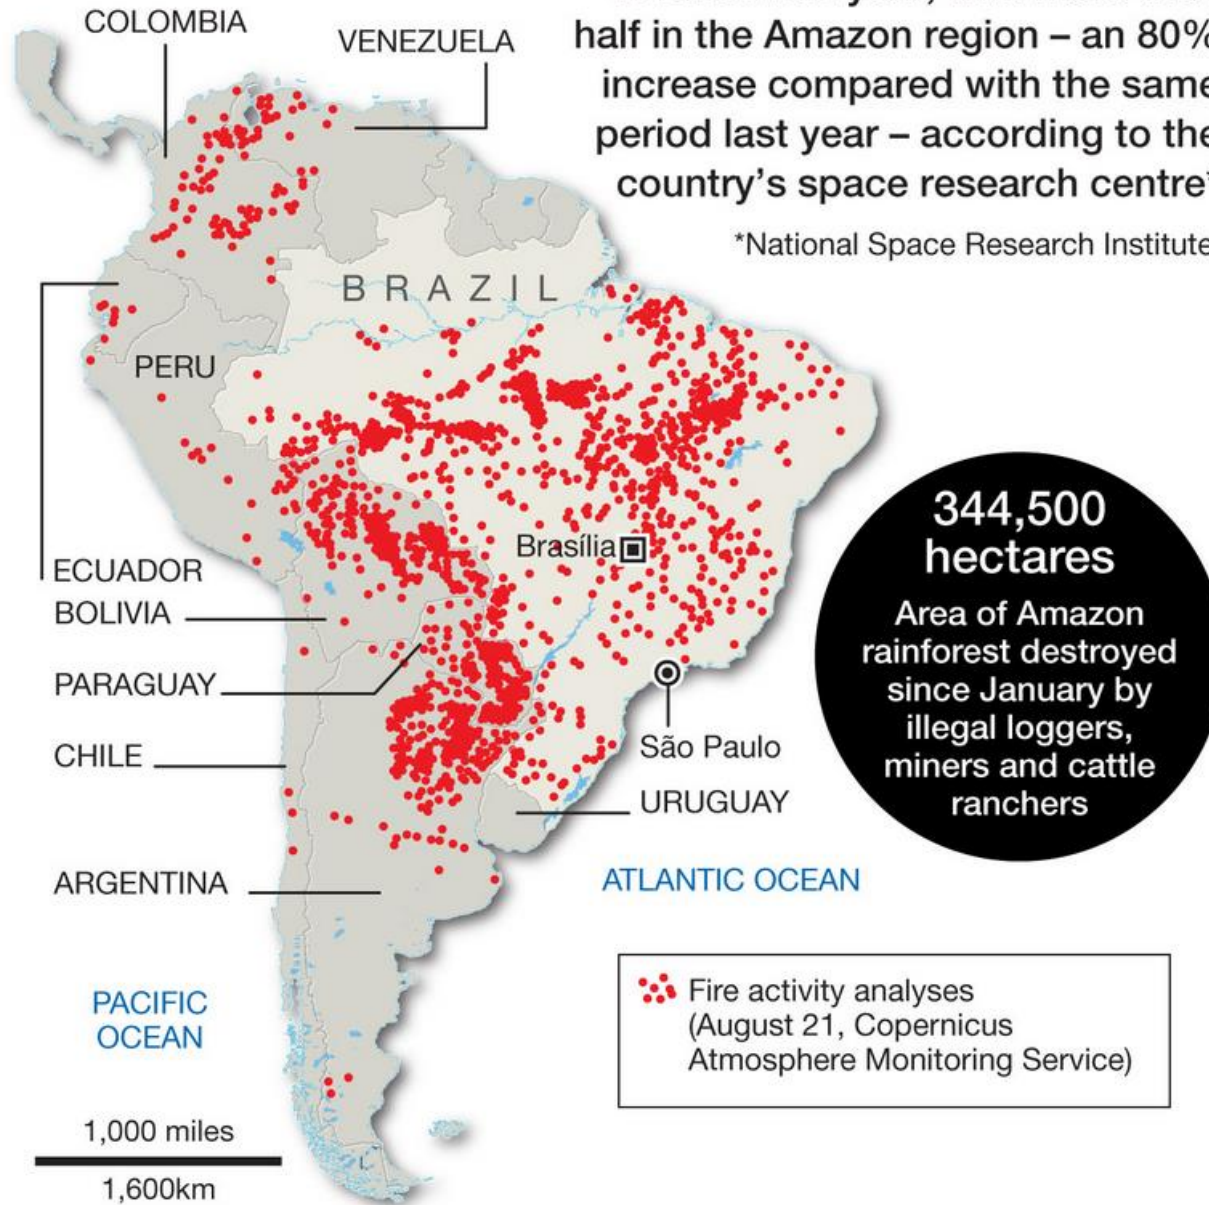 half in the Amazon region – an 80%
increase compared with the same
period last year – according to the
country's space research centre*
*National Space Research Institute
COLOMBIA
VENEZUELA
BRAZIL
PERU
Brasília
ECUADOR
BOLIVIA
PARAGUAY
CHILE
São Paulo
URUGUAY
ARGENTINA
ATLANTIC OCEAN
PACIFIC
OCEAN
344,500
hectares
Area of Amazon
rainforest destroyed
since January by
illegal loggers,
miners and cattle
ranchers
Fire activity analyses
(August 21, Copernicus
Atmosphere Monitoring Service)
1,000 miles
1,600km